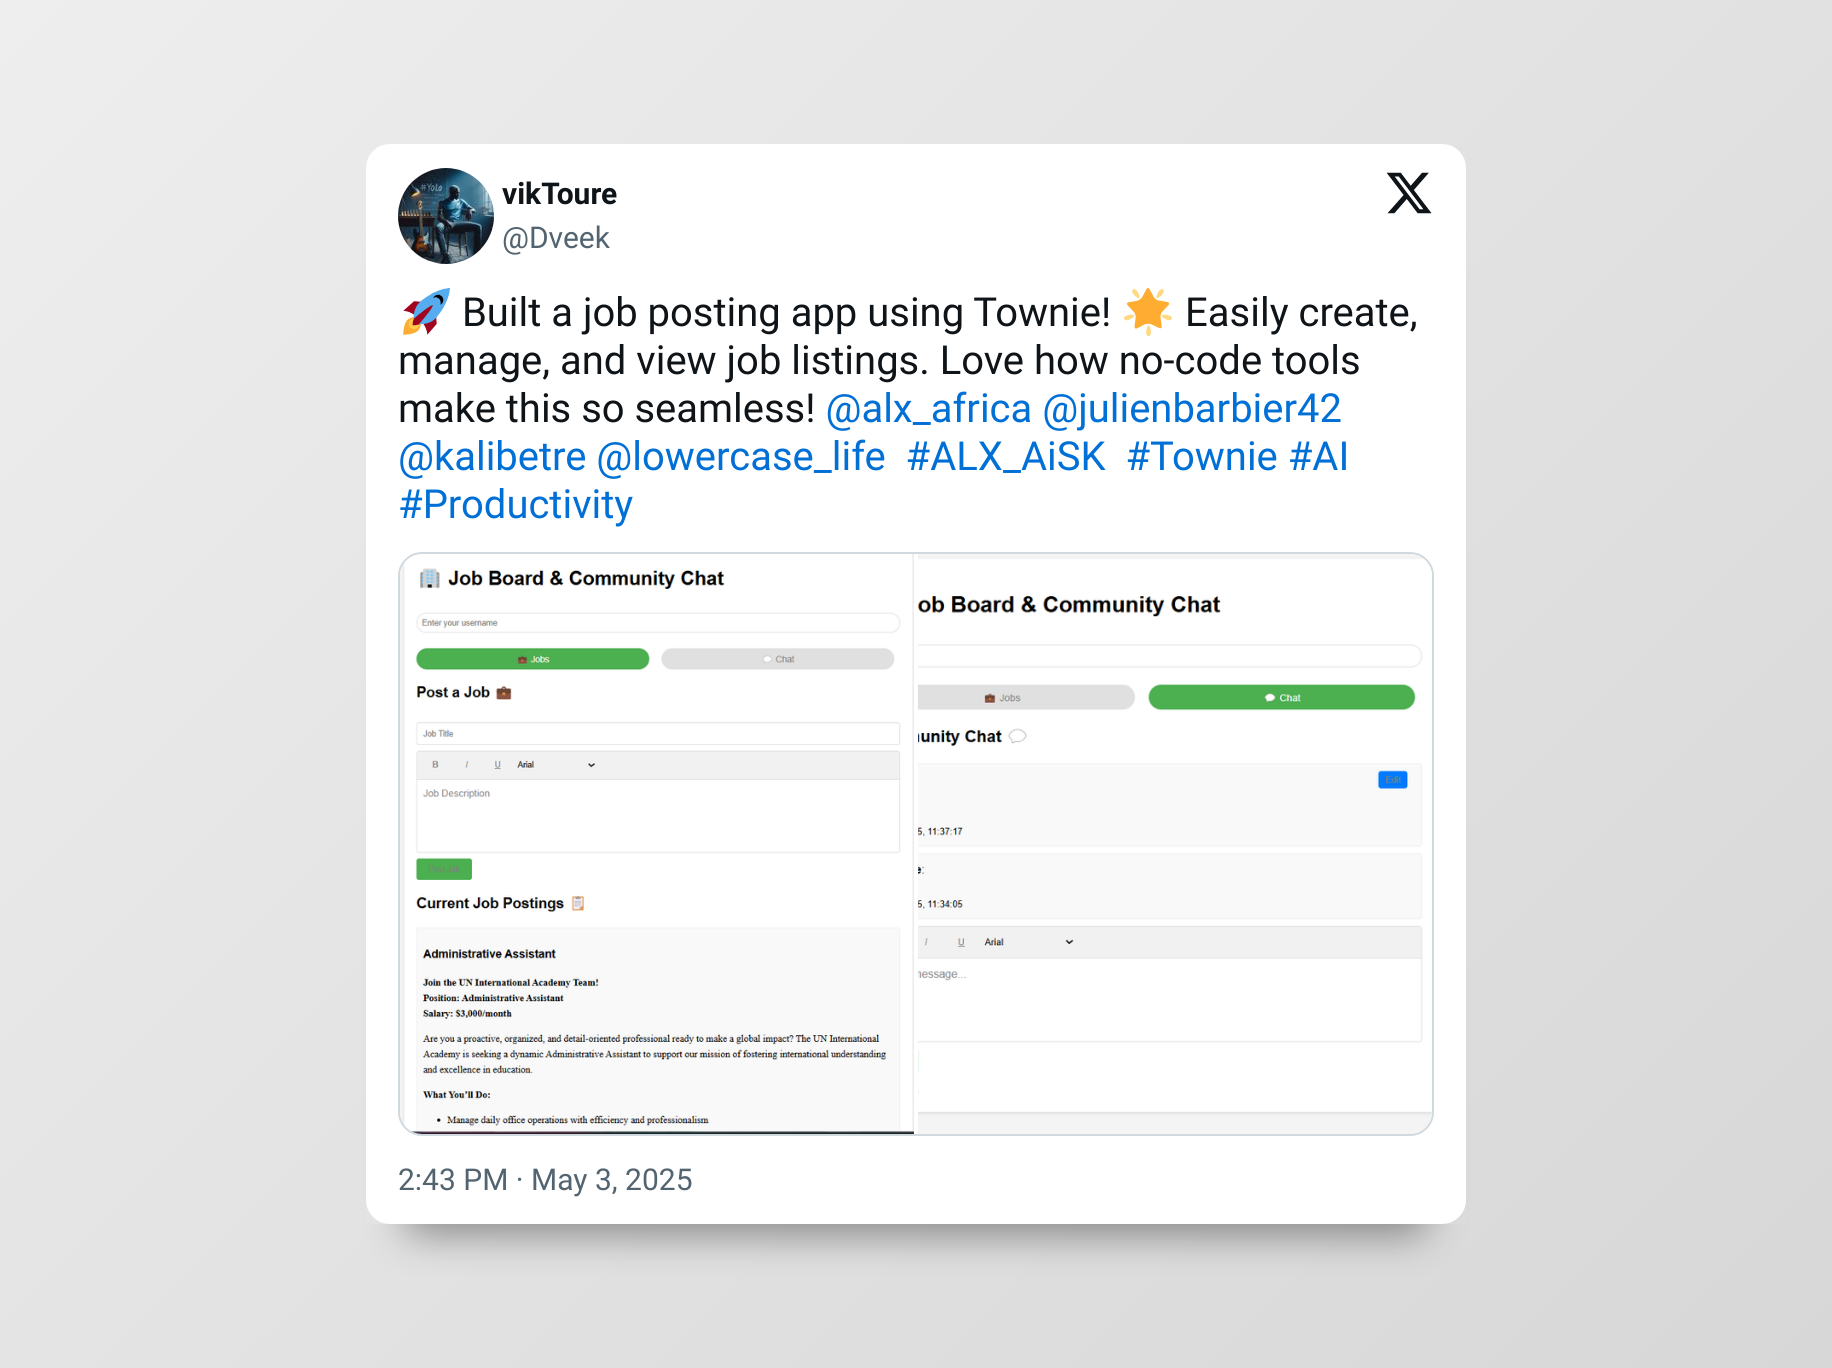 #Yolo
vikToure
@Dveek
🚀 Built a job posting app using Townie! 🌟 Easily create,
manage, and view job listings. Love how no-code tools
make this so seamless! @alx_africa @julienbarbier42
@kalibetre @lowercase_life #ALX_AiSK #Townie #AI
#Productivity
🏢 Job Board & Community Chat
Enter your username
💼 Jobs
💬 Chat
Post a Job 💼
Job Title
B I U Arial
Job Description
Current Job Postings 📋
Administrative Assistant
Join the UN International Academy Team!
Position: Administrative Assistant
Salary: $3,000/month
Are you a proactive, organized, and detail-oriented professional ready to make a global impact? The UN International
Academy is seeking a dynamic Administrative Assistant to support our mission of fostering international understanding
and excellence in education.
What You'll Do:
• Manage daily office operations with efficiency and professionalism
ob Board & Community Chat
💼 Jobs
💬 Chat
unity Chat 💬
Edit
5, 11:37:17
e:
5, 11:34:05
I U Arial
essage...
2:43 PM · May 3, 2025